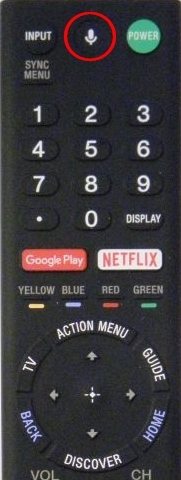 INPUT POWER
SYNC
MENU
1 2 3
4 5 6
7 8 9
· 0 DISPLAY
Google Play NETFLIX
YELLOW BLUE RED GREEN
ACTION MENU
TV GUIDE
BACK HOME
DISCOVER
VOL CH